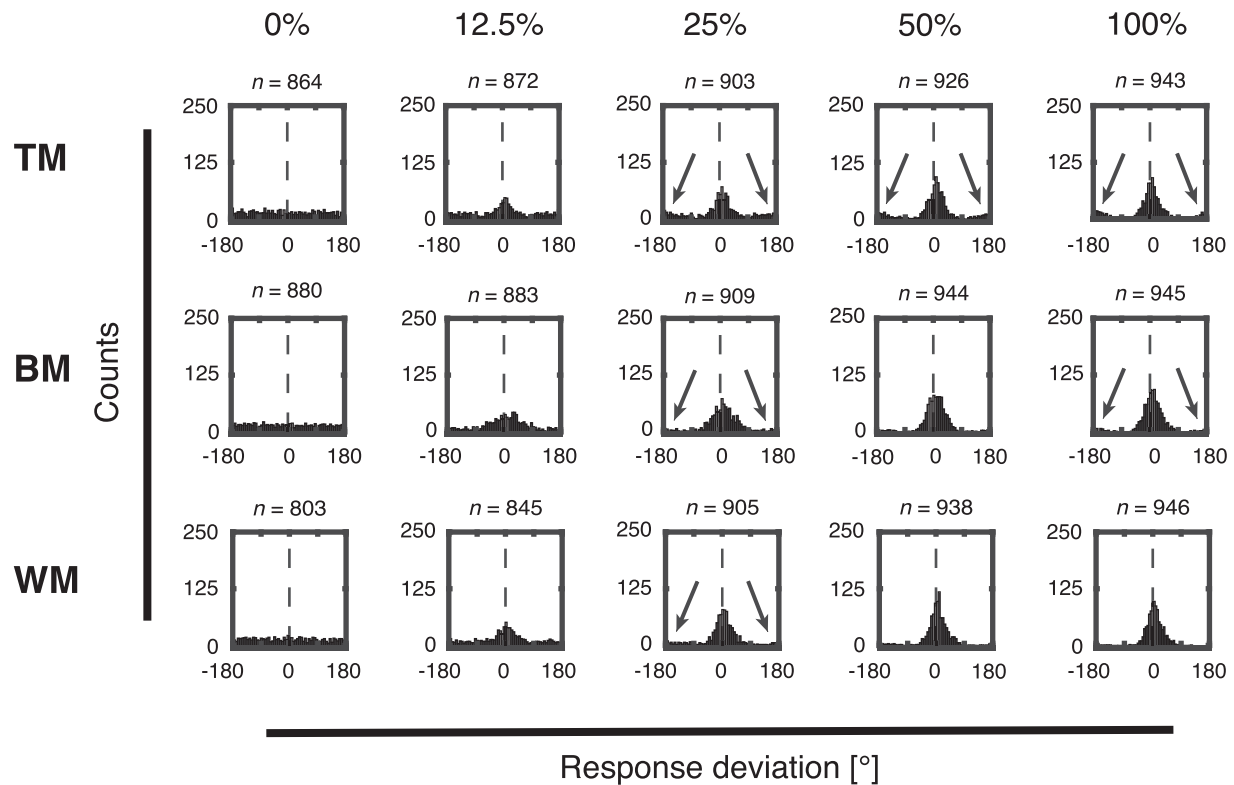 0% 12.5% 25% 50% 100%
n = 864 n = 872 n = 903 n = 926 n = 943
TM
250 250 250 250 250
125 125 125 125 125
0 0 0 0 0
-180 0 180 -180 0 180 -180 0 180 -180 0 180 -180 0 180
n = 880 n = 883 n = 909 n = 944 n = 945
BM
Counts
250 250 250 250 250
125 125 125 125 125
0 0 0 0 0
-180 0 180 -180 0 180 -180 0 180 -180 0 180 -180 0 180
n = 803 n = 845 n = 905 n = 938 n = 946
WM
250 250 250 250 250
125 125 125 125 125
0 0 0 0 0
-180 0 180 -180 0 180 -180 0 180 -180 0 180 -180 0 180
Response deviation [°]